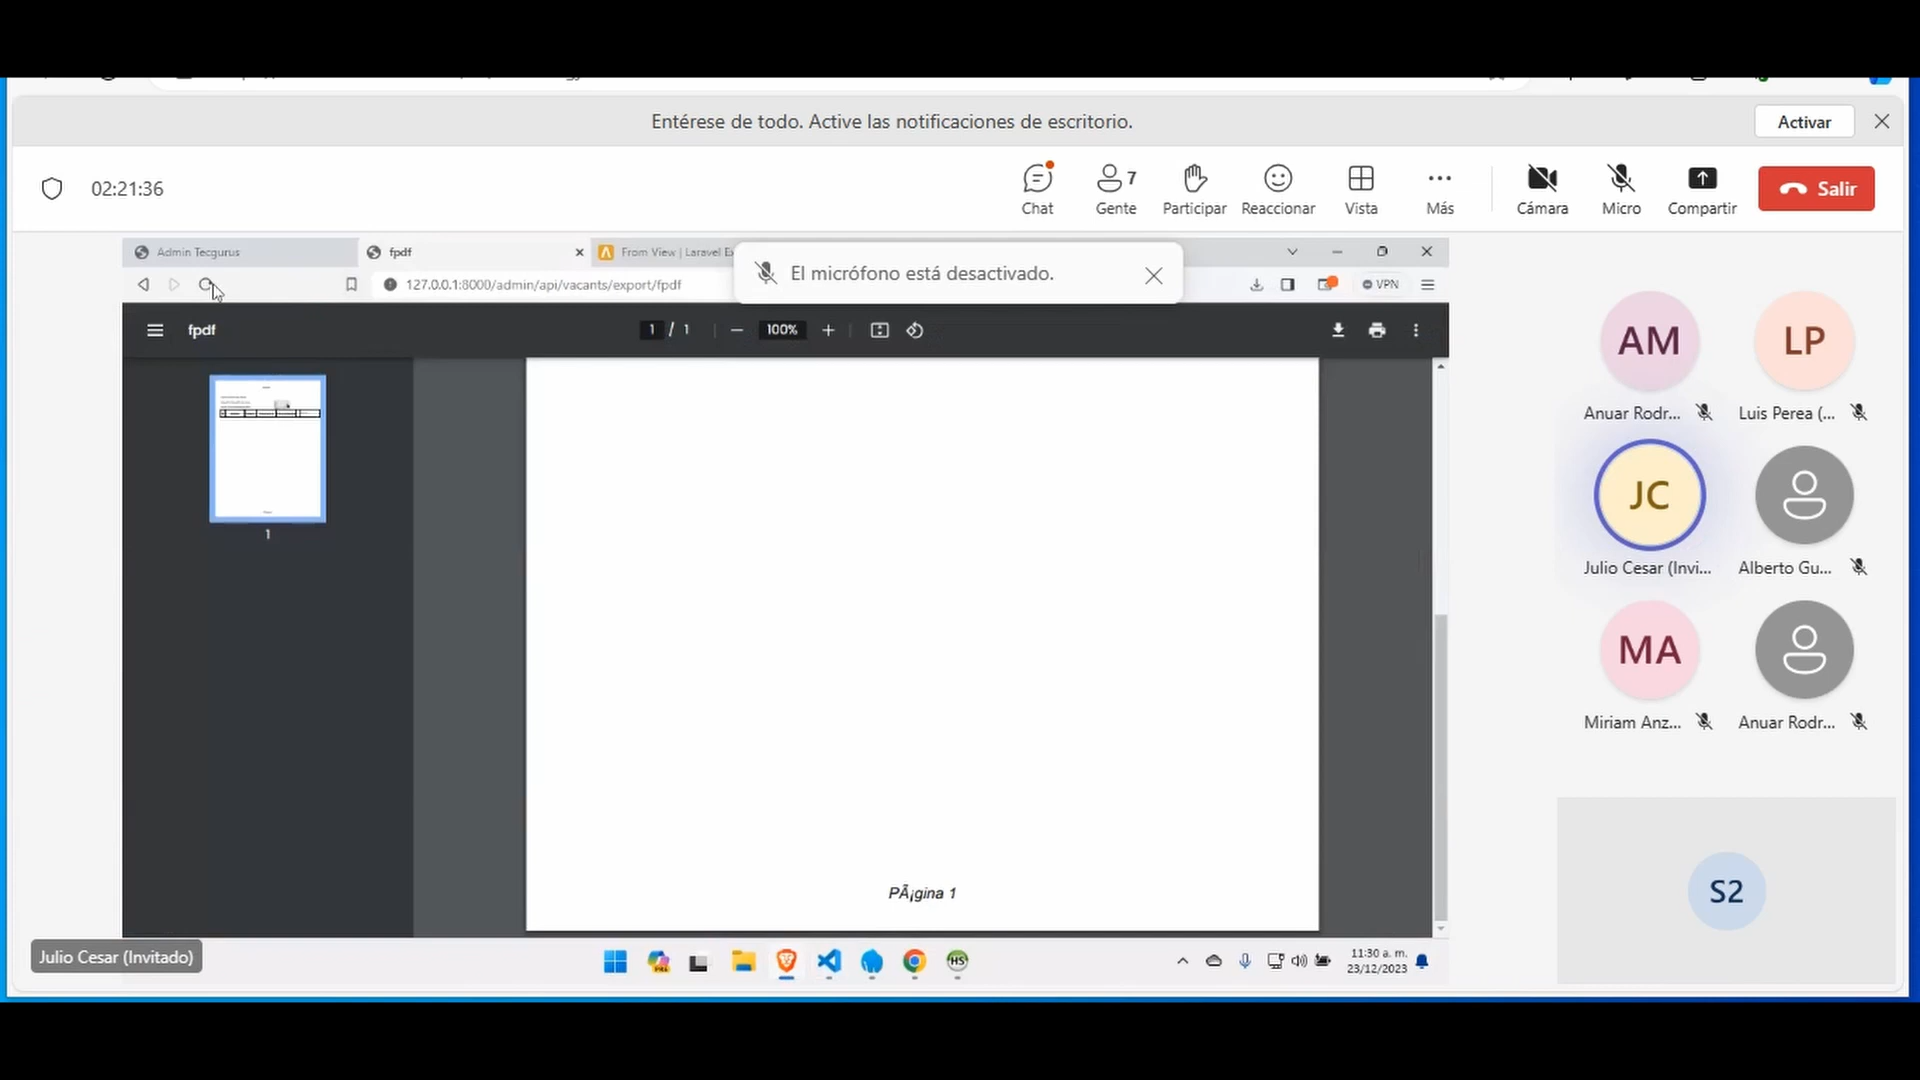 Entérese de todo. Active las notificaciones de escritorio.
Activar
02:21:36
Chat
7
Gente
Participar
Reaccionar
Vista
Más
Cámara
Micro
Compartir
Salir
Admin Tecgurus
fpdf
From View | Laravel Ex
El micrófono está desactivado.
127.0.0.1:8000/admin/api/vacants/export/fpdf
VPN
fpdf
1 / 1
100%
1
PÃ¡gina 1
AM
LP
Anuar Rodr...
Luis Perea (...
JC
Julio Cesar (Invi...
Alberto Gu...
MA
Miriam Anz...
Anuar Rodr...
S2
Julio Cesar (Invitado)
PRE
HS
11:30 a. m.
23/12/2023